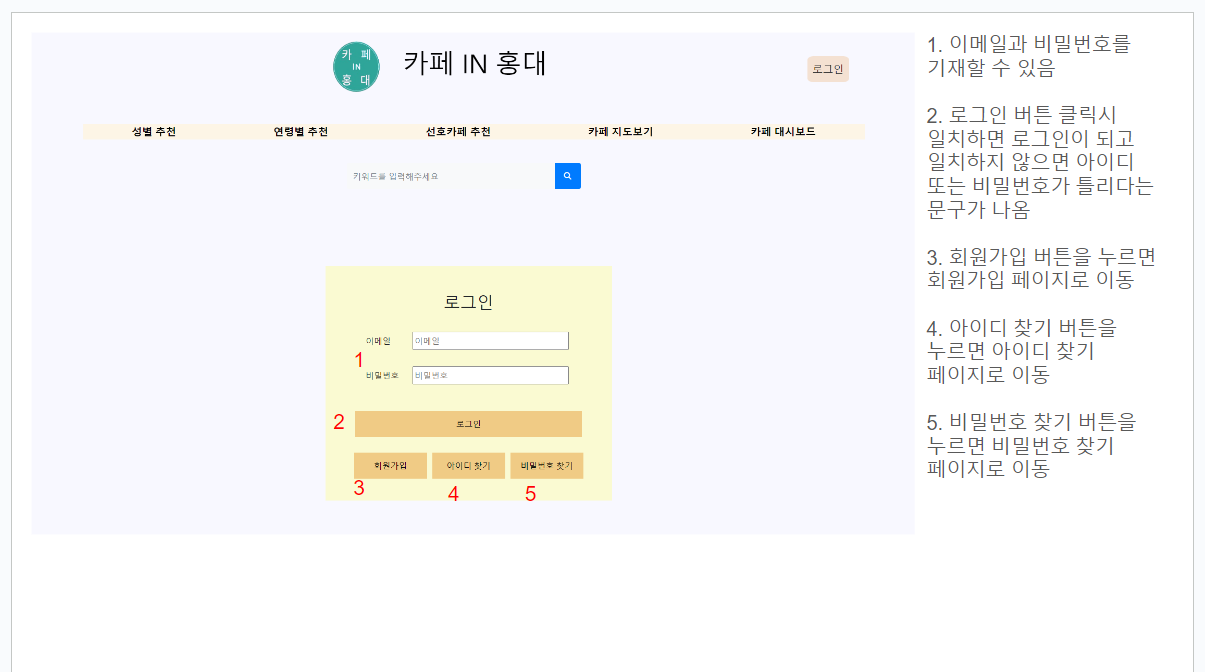 카 페
IN
홍 대
카페 IN 홍대
로그인
성별 추천 연령별 추천 선호카페 추천 카페 지도보기 카페 대시보드
키워드를 입력해주세요
로그인
이메일 이메일
1
비밀번호 비밀번호
2 로그인
회원가입 아이디 찾기 비밀번호 찾기
3 4 5
1. 이메일과 비밀번호를
기재할 수 있음
2. 로그인 버튼 클릭시
일치하면 로그인이 되고
일치하지 않으면 아이디
또는 비밀번호가 틀리다는
문구가 나옴
3. 회원가입 버튼을 누르면
회원가입 페이지로 이동
4. 아이디 찾기 버튼을
누르면 아이디 찾기
페이지로 이동
5. 비밀번호 찾기 버튼을
누르면 비밀번호 찾기
페이지로 이동